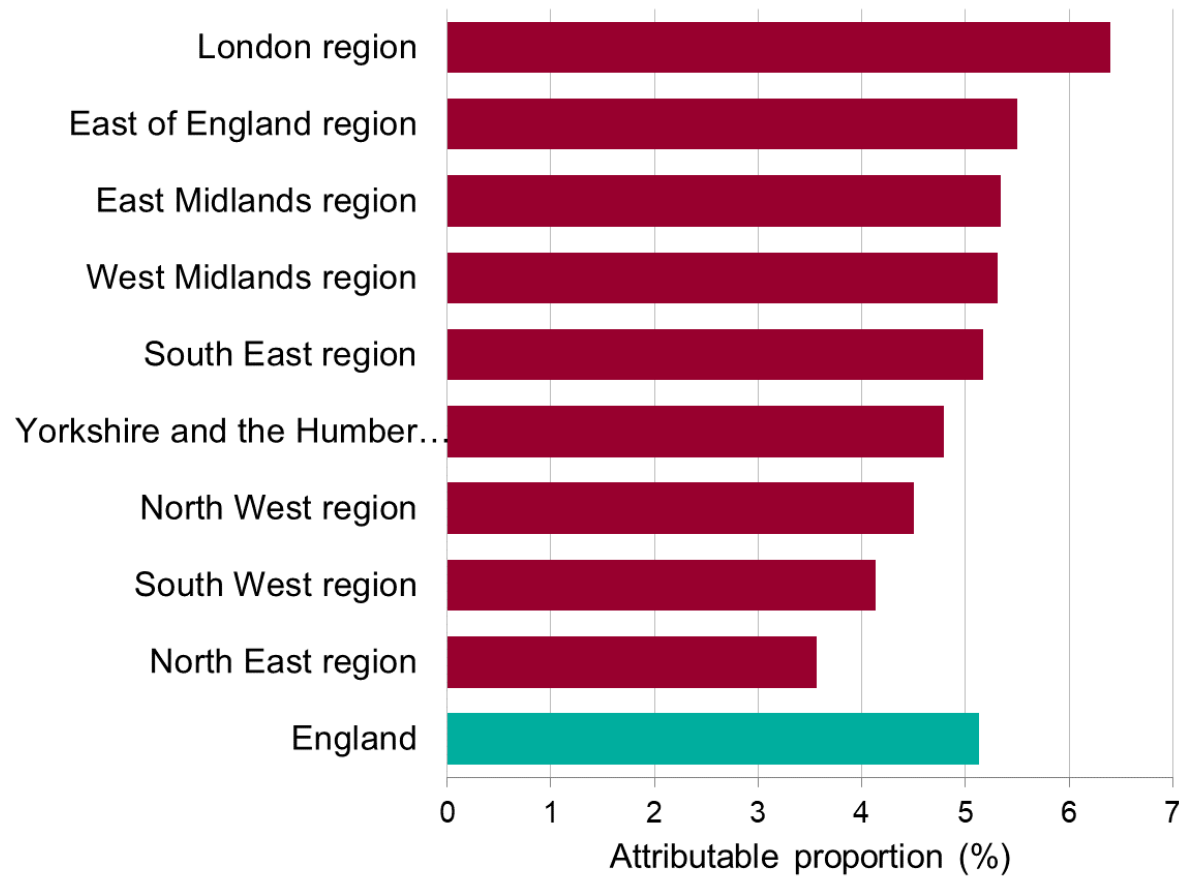 London region
East of England region
East Midlands region
West Midlands region
South East region
Yorkshire and the Humber…
North West region
South West region
North East region
England
0 1 2 3 4 5 6 7
Attributable proportion (%)